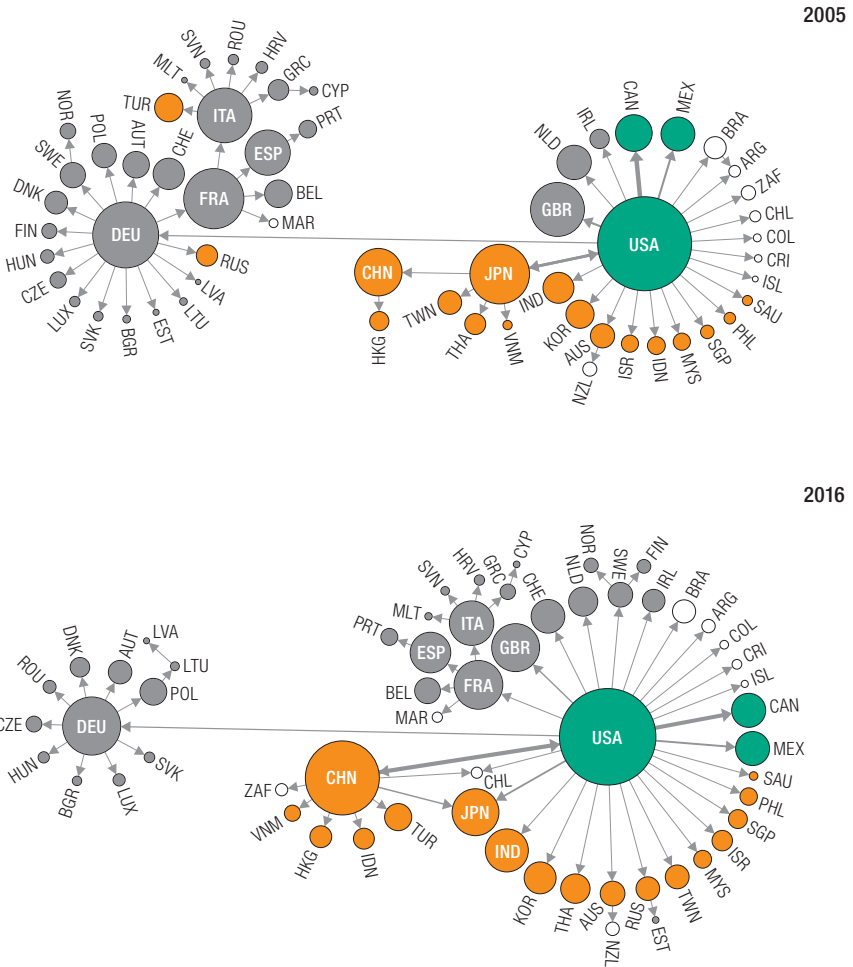 2005
SVN
ROU
HRV
MLT
GRC
CYP
TUR
ITA
PRT
NOR
POL
AUT
CHE
ESP
SWE
DNK
FRA
BEL
MAR
FIN
DEU
HUN
RUS
CZE
LVA
LUX
SVK
BGR
EST
LTU
CAN
MEX
IRL
BRA
NLD
ARG
ZAF
GBR
CHL
USA
COL
CRI
ISL
CHN
JPN
IND
SAU
TWN
KOR
PHL
HKG
THA
VNM
AUS
SGP
NZL
ISR
IDN
MYS
2016
CYP
GRC
HRV
SVN
CHE
NLD
NOR
SWE
FIN
IRL
BRA
ARG
MLT
ITA
COL
PRT
ESP
GBR
CRI
ISL
BEL
FRA
CAN
MAR
USA
MEX
DNK
AUT
LVA
ROU
LTU
POL
CZE
DEU
HUN
SVK
BGR
LUX
CHN
CHL
SAU
ZAF
JPN
PHL
VNM
TUR
SGP
HKG
IDN
IND
ISR
KOR
THA
AUS
RUS
TWN
MYS
NZL
EST